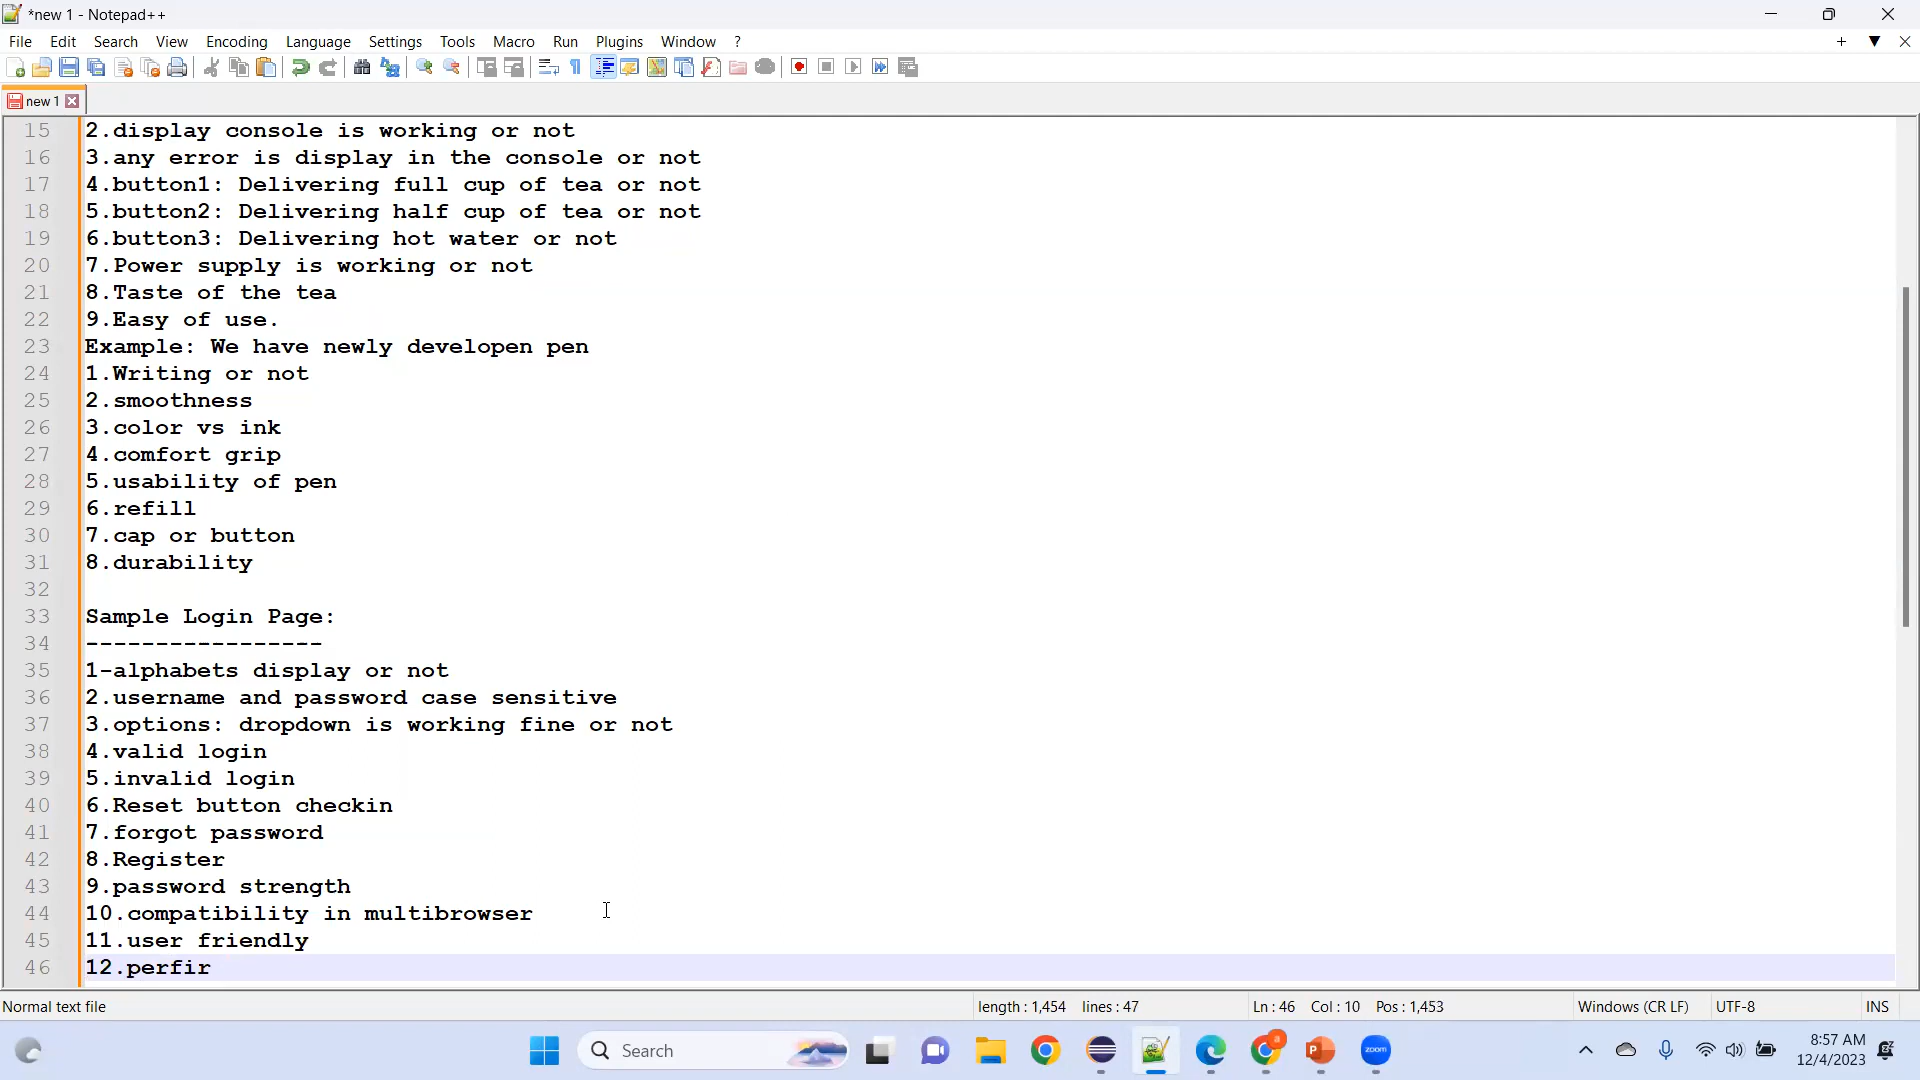 *new 1 - Notepad++
File Edit Search View Encoding Language Settings Tools Macro Run Plugins Window ?
new 1
15 2.display console is working or not
16 3.any error is display in the console or not
17 4.button1: Delivering full cup of tea or not
18 5.button2: Delivering half cup of tea or not
19 6.button3: Delivering hot water or not
20 7.Power supply is working or not
21 8.Taste of the tea
22 9.Easy of use.
23 Example: We have newly developen pen
24 1.Writing or not
25 2.smoothness
26 3.color vs ink
27 4.comfort grip
28 5.usability of pen
29 6.refill
30 7.cap or button
31 8.durability
32
33 Sample Login Page:
34 -----------------
35 1-alphabets display or not
36 2.username and password case sensitive
37 3.options: dropdown is working fine or not
38 4.valid login
39 5.invalid login
40 6.Reset button checkin
41 7.forgot password
42 8.Register
43 9.password strength
44 10.compatibility in multibrowser
45 11.user friendly
46 12.perfir
Normal text file length : 1,454 lines : 47 Ln : 46 Col : 10 Pos : 1,453 Windows (CR LF) UTF-8 INS
Search zoom 8:57 AM
12/4/2023